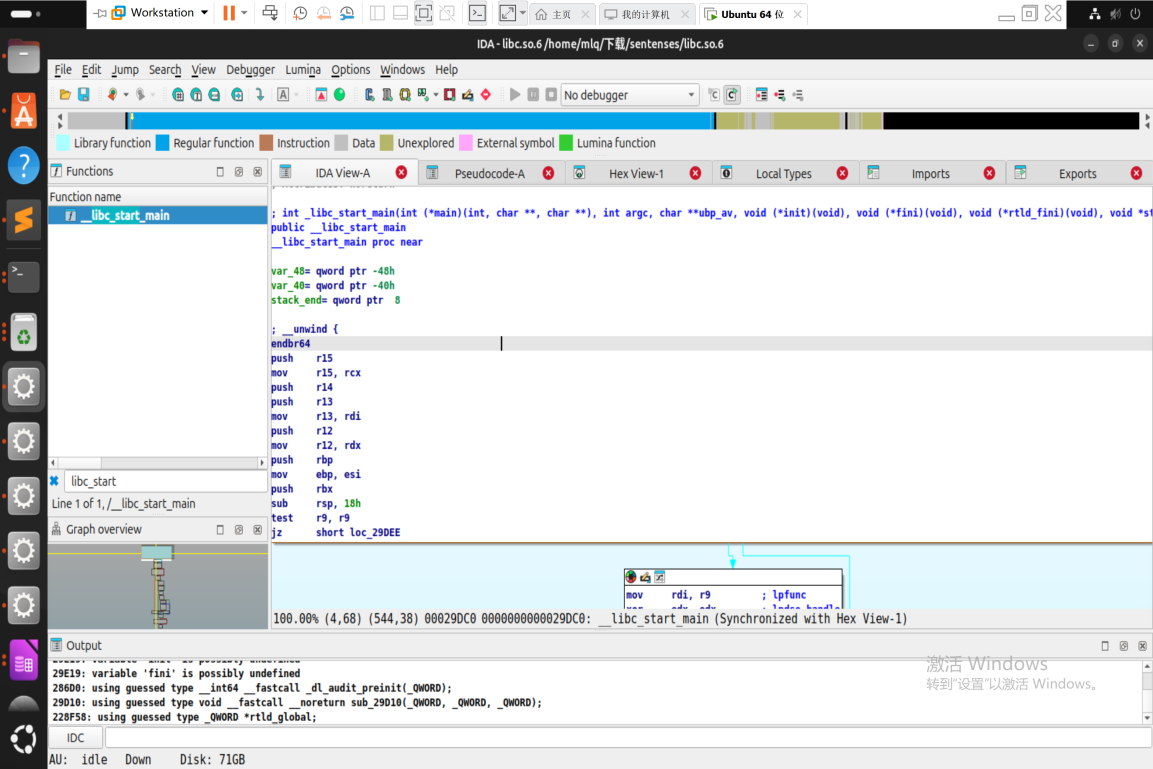 Workstation
主页
我的计算机
Ubuntu 64 位
IDA - libc.so.6 /home/mlq/下载/sentenses/libc.so.6
File Edit Jump Search View Debugger Lumina Options Windows Help
No debugger
Library function Regular function Instruction Data Unexplored External symbol Lumina function
Functions
IDA View-A Pseudocode-A Hex View-1 Local Types Imports Exports
Function name
__libc_start_main
; int _libc_start_main(int (*main)(int, char **, char **), int argc, char **ubp_av, void (*init)(void), void (*fini)(void), void (*rtld_fini)(void), void *st
public __libc_start_main
__libc_start_main proc near
var_48= qword ptr -48h
var_40= qword ptr -40h
stack_end= qword ptr  8
; __unwind {
endbr64
push    r15
mov     r15, rcx
push    r14
push    r13
mov     r13, rdi
push    r12
mov     r12, rdx
push    rbp
mov     ebp, esi
push    rbx
sub     rsp, 18h
test    r9, r9
jz      short loc_29DEE
libc_start
Line 1 of 1, /__libc_start_main
Graph overview
mov     rdi, r9         ; lpfunc
xor     edx, edx        ; lpdso_handle
100.00% (4,68) (544,38) 00029DC0 0000000000029DC0: __libc_start_main (Synchronized with Hex View-1)
Output
29E19: variable 'init' is possibly undefined
29E19: variable 'fini' is possibly undefined
286D0: using guessed type __int64 __fastcall _dl_audit_preinit(_QWORD);
29D10: using guessed type void __fastcall __noreturn sub_29D10(_QWORD, _QWORD, _QWORD);
228F58: using guessed type _QWORD *rtld_global;
激活 Windows
转到"设置"以激活 Windows。
IDC
AU: idle Down Disk: 71GB